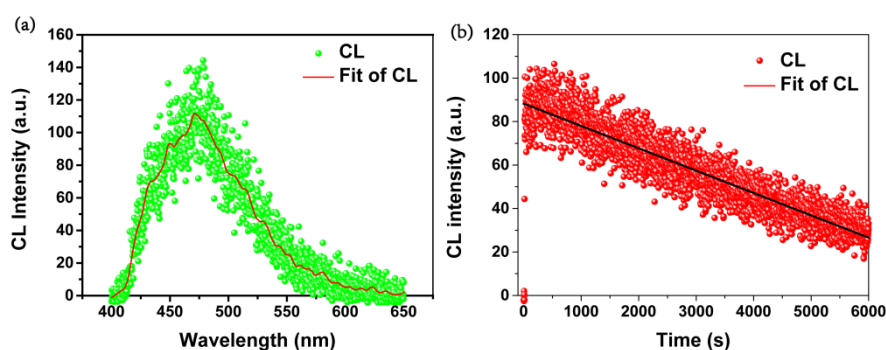 (a)
160
140
120
100
80
60
40
20
0
CL Intensity (a.u.)
CL
Fit of CL
400 450 500 550 600 650
Wavelength (nm)
(b)
120
100
80
60
40
20
0
CL intensity (a.u.)
CL
Fit of CL
0 1000 2000 3000 4000 5000 6000
Time (s)